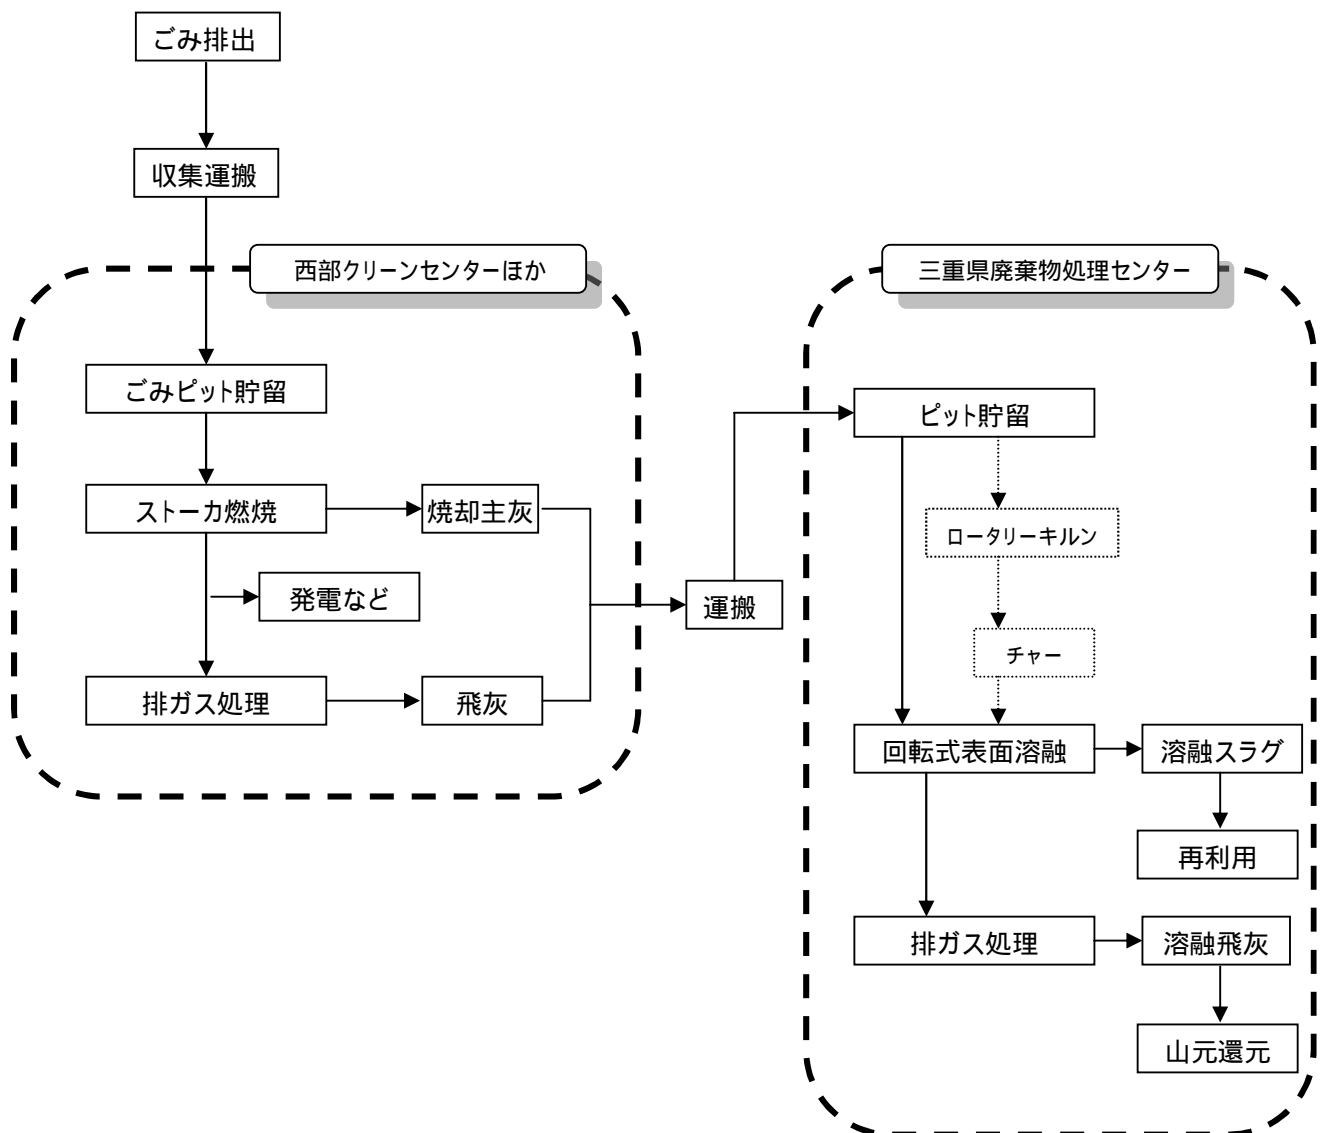 ごみ排出
収集運搬
西部クリーンセンターほか
ごみピット貯留
ストーカ燃焼
焼却主灰
発電など
排ガス処理
飛灰
運搬
三重県廃棄物処理センター
ピット貯留
ロータリーキルン
チャー
回転式表面溶融
溶融スラグ
再利用
排ガス処理
溶融飛灰
山元還元